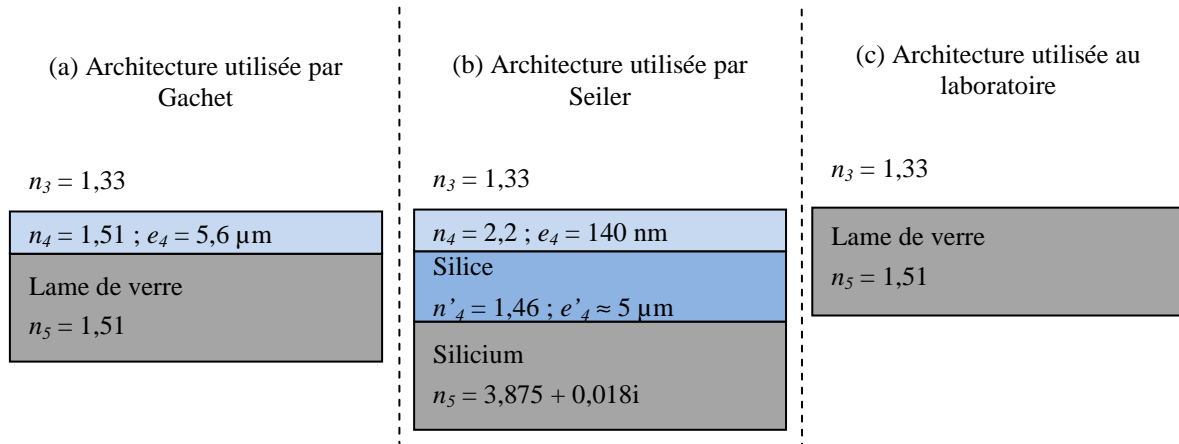 (a) Architecture utilisée par
Gachet
n3 = 1,33
n4 = 1,51 ; e4 = 5,6 µm
Lame de verre
n5 = 1,51
(b) Architecture utilisée par
Seiler
n3 = 1,33
n4 = 2,2 ; e4 = 140 nm
Silice
n’4 = 1,46 ; e’4 ≈ 5 µm
Silicium
n5 = 3,875 + 0,018i
(c) Architecture utilisée au
laboratoire
n3 = 1,33
Lame de verre
n5 = 1,51